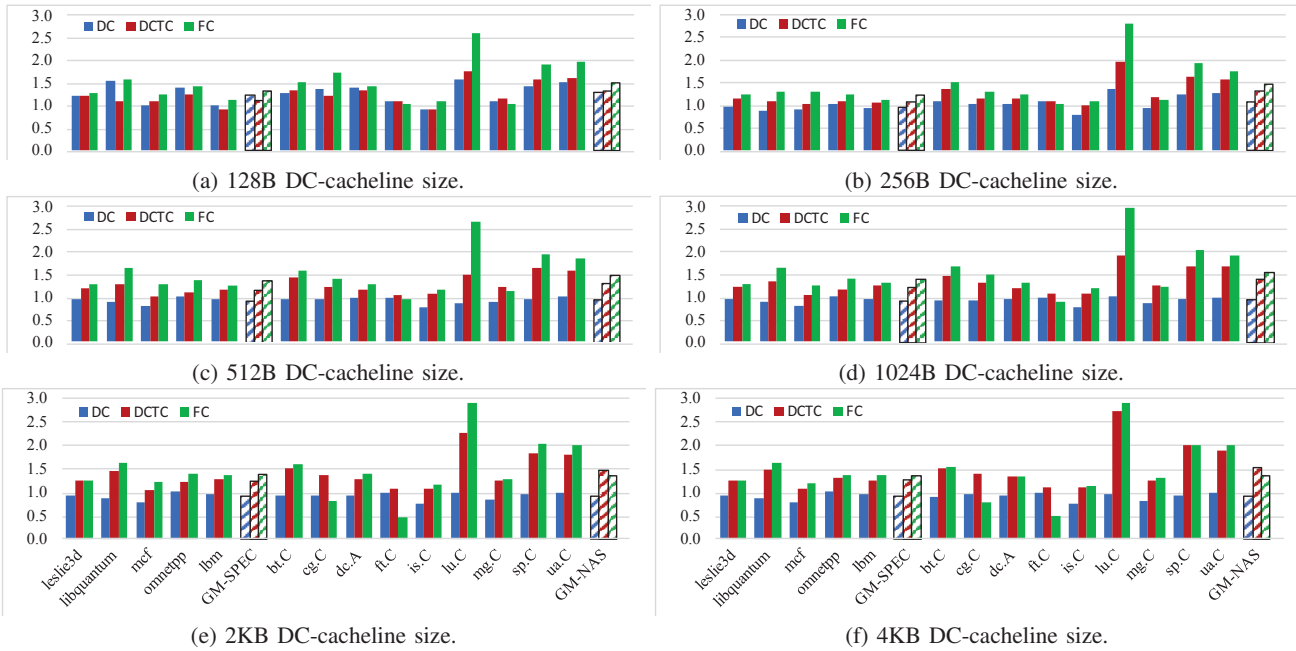 3.0
2.5
2.0
1.5
1.0
0.5
0.0
DC DCTC FC
(a) 128B DC-cacheline size.
3.0
2.5
2.0
1.5
1.0
0.5
0.0
DC DCTC FC
(b) 256B DC-cacheline size.
3.0
2.5
2.0
1.5
1.0
0.5
0.0
DC DCTC FC
(c) 512B DC-cacheline size.
3.0
2.5
2.0
1.5
1.0
0.5
0.0
DC DCTC FC
(d) 1024B DC-cacheline size.
3.0
2.5
2.0
1.5
1.0
0.5
0.0
DC DCTC FC
leslie3d
libquantum
mcf
omnetpp
lbm
GM-SPEC
bt.C
cg.C
dc.A
ft.C
is.C
lu.C
mg.C
sp.C
ua.C
GM-NAS
(e) 2KB DC-cacheline size.
3.0
2.5
2.0
1.5
1.0
0.5
0.0
DC DCTC FC
leslie3d
libquantum
mcf
omnetpp
lbm
GM-SPEC
bt.C
cg.C
dc.A
ft.C
is.C
lu.C
mg.C
sp.C
ua.C
GM-NAS
(f) 4KB DC-cacheline size.